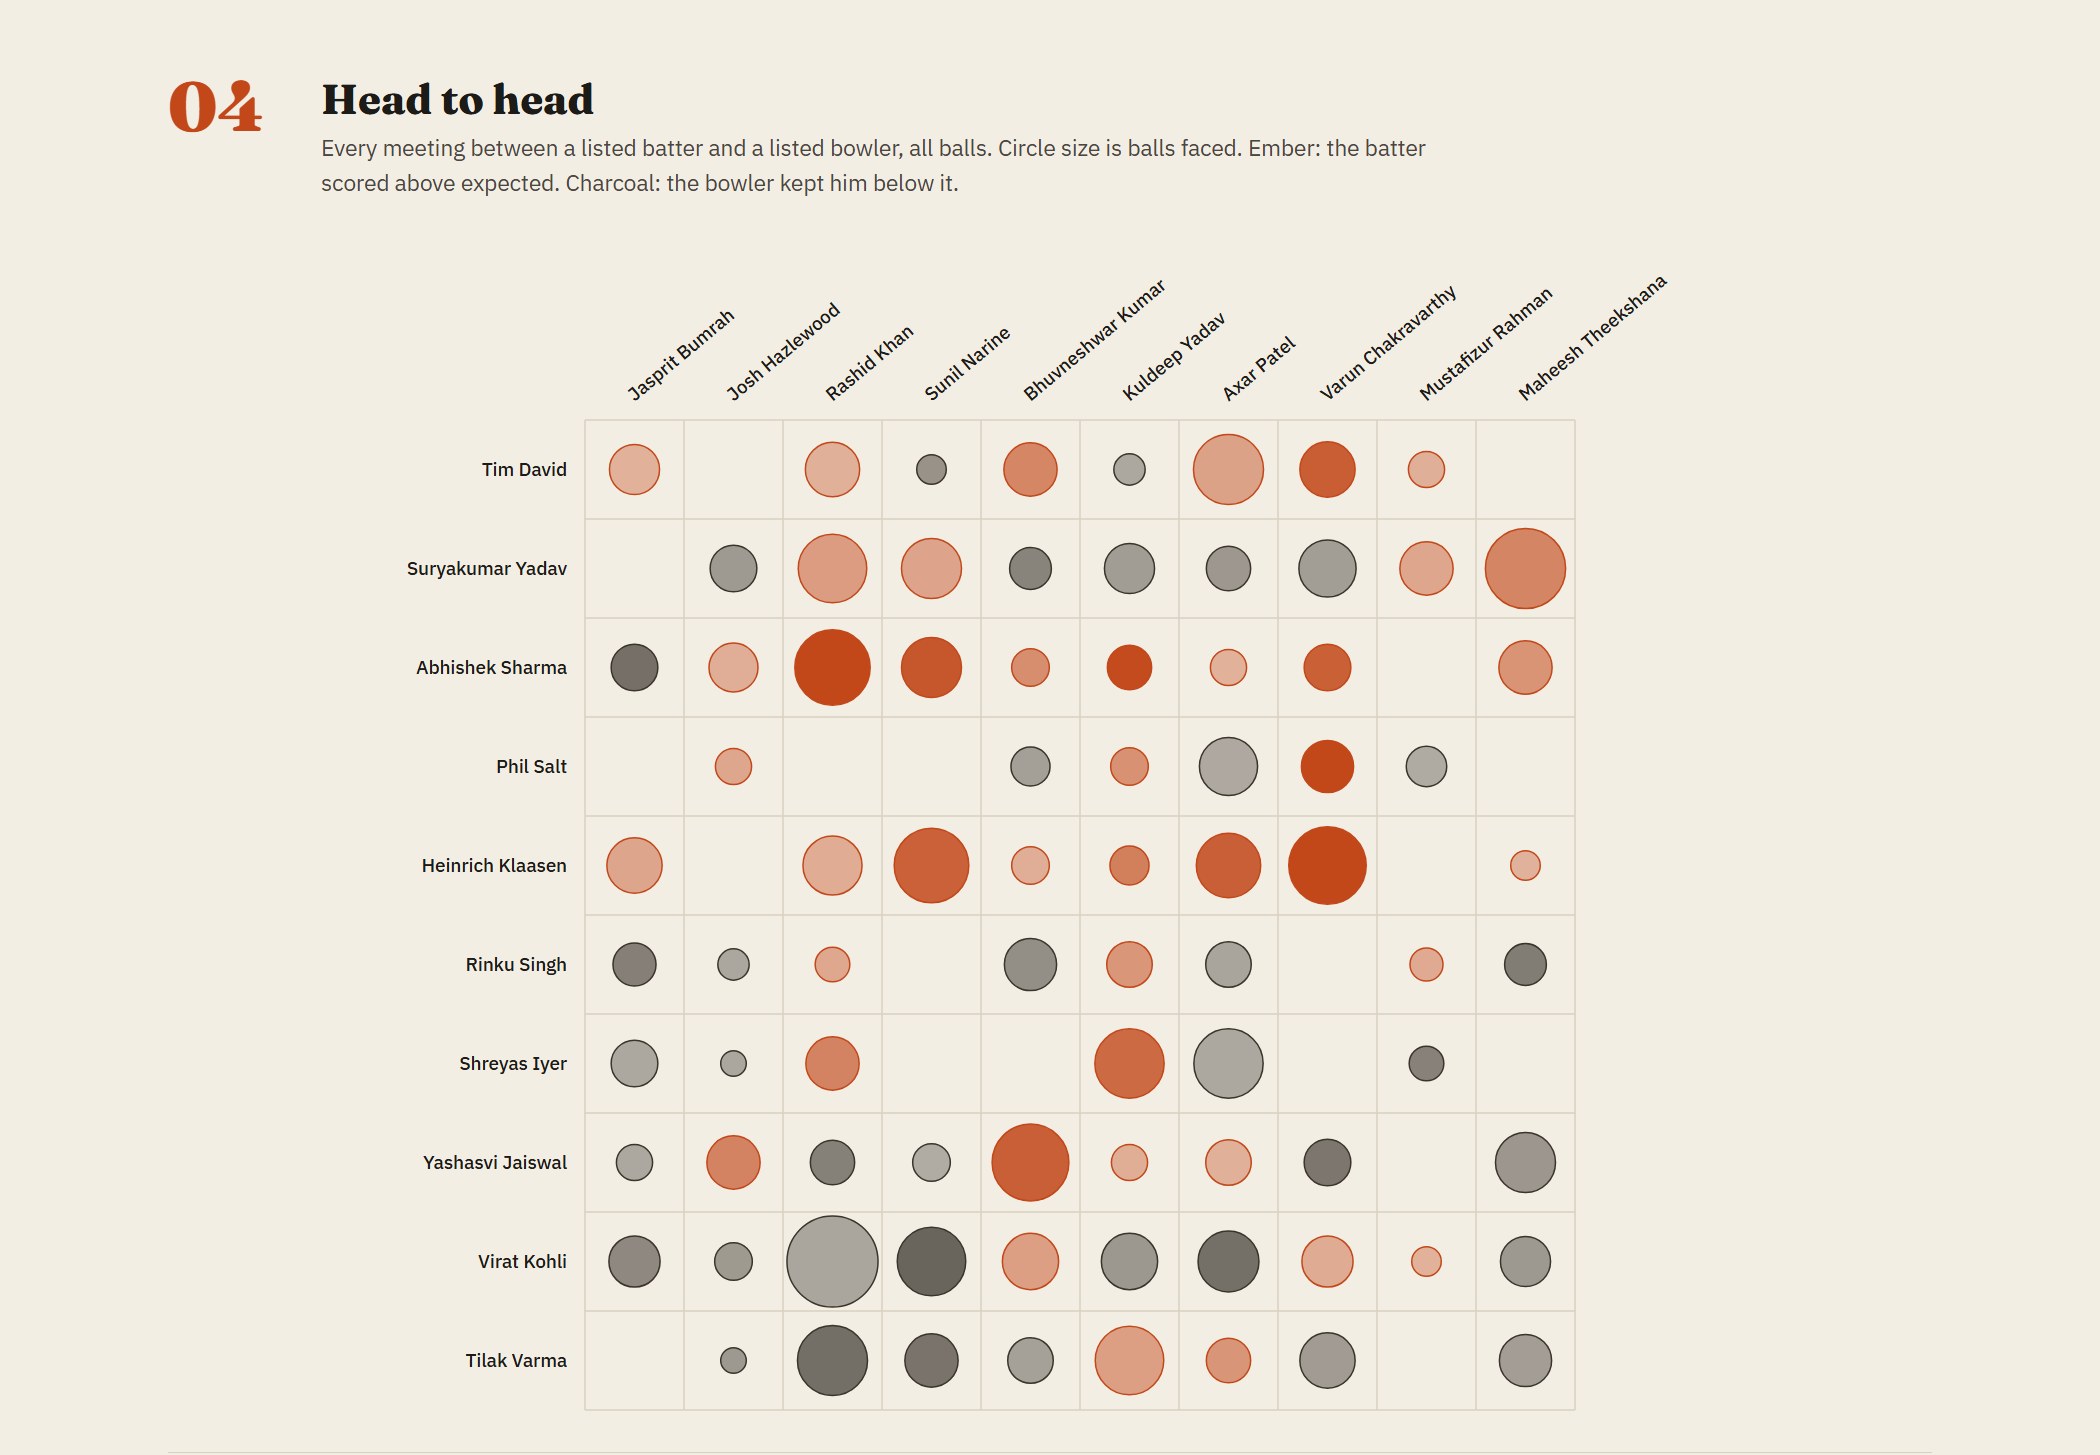 04
Head to head
Every meeting between a listed batter and a listed bowler, all balls. Circle size is balls faced. Ember: the batter
scored above expected. Charcoal: the bowler kept him below it.
Jasprit Bumrah
Josh Hazlewood
Rashid Khan
Sunil Narine
Bhuvneshwar Kumar
Kuldeep Yadav
Axar Patel
Varun Chakravarthy
Mustafizur Rahman
Maheesh Theekshana
Tim David
Suryakumar Yadav
Abhishek Sharma
Phil Salt
Heinrich Klaasen
Rinku Singh
Shreyas Iyer
Yashasvi Jaiswal
Virat Kohli
Tilak Varma